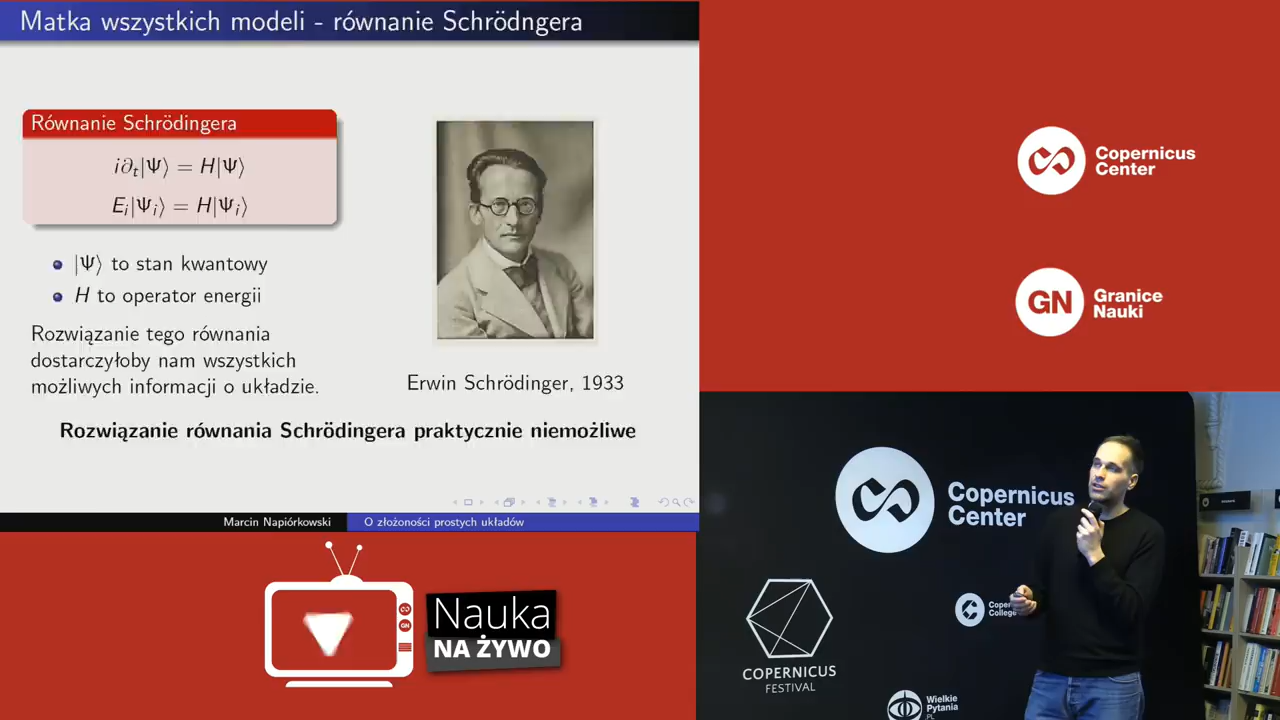 Matka wszystkich modeli - równanie Schrödngera
Równanie Schrödingera
i∂ₜ|Ψ⟩ = H|Ψ⟩
Eᵢ|Ψᵢ⟩ = H|Ψᵢ⟩
|Ψ⟩ to stan kwantowy
H to operator energii
Rozwiązanie tego równania
dostarczyłoby nam wszystkich
możliwych informacji o układzie.
Erwin Schrödinger, 1933
Rozwiązanie równania Schrödingera praktycznie niemożliwe
Marcin Napiórkowski
O złożoności prostych układów
Nauka
NA ŻYWO
Copernicus
Center
GN
Granice
Nauki
Copernicus
Center
COPERNICUS
FESTIVAL
College
Wielkie
Pytania
.PL